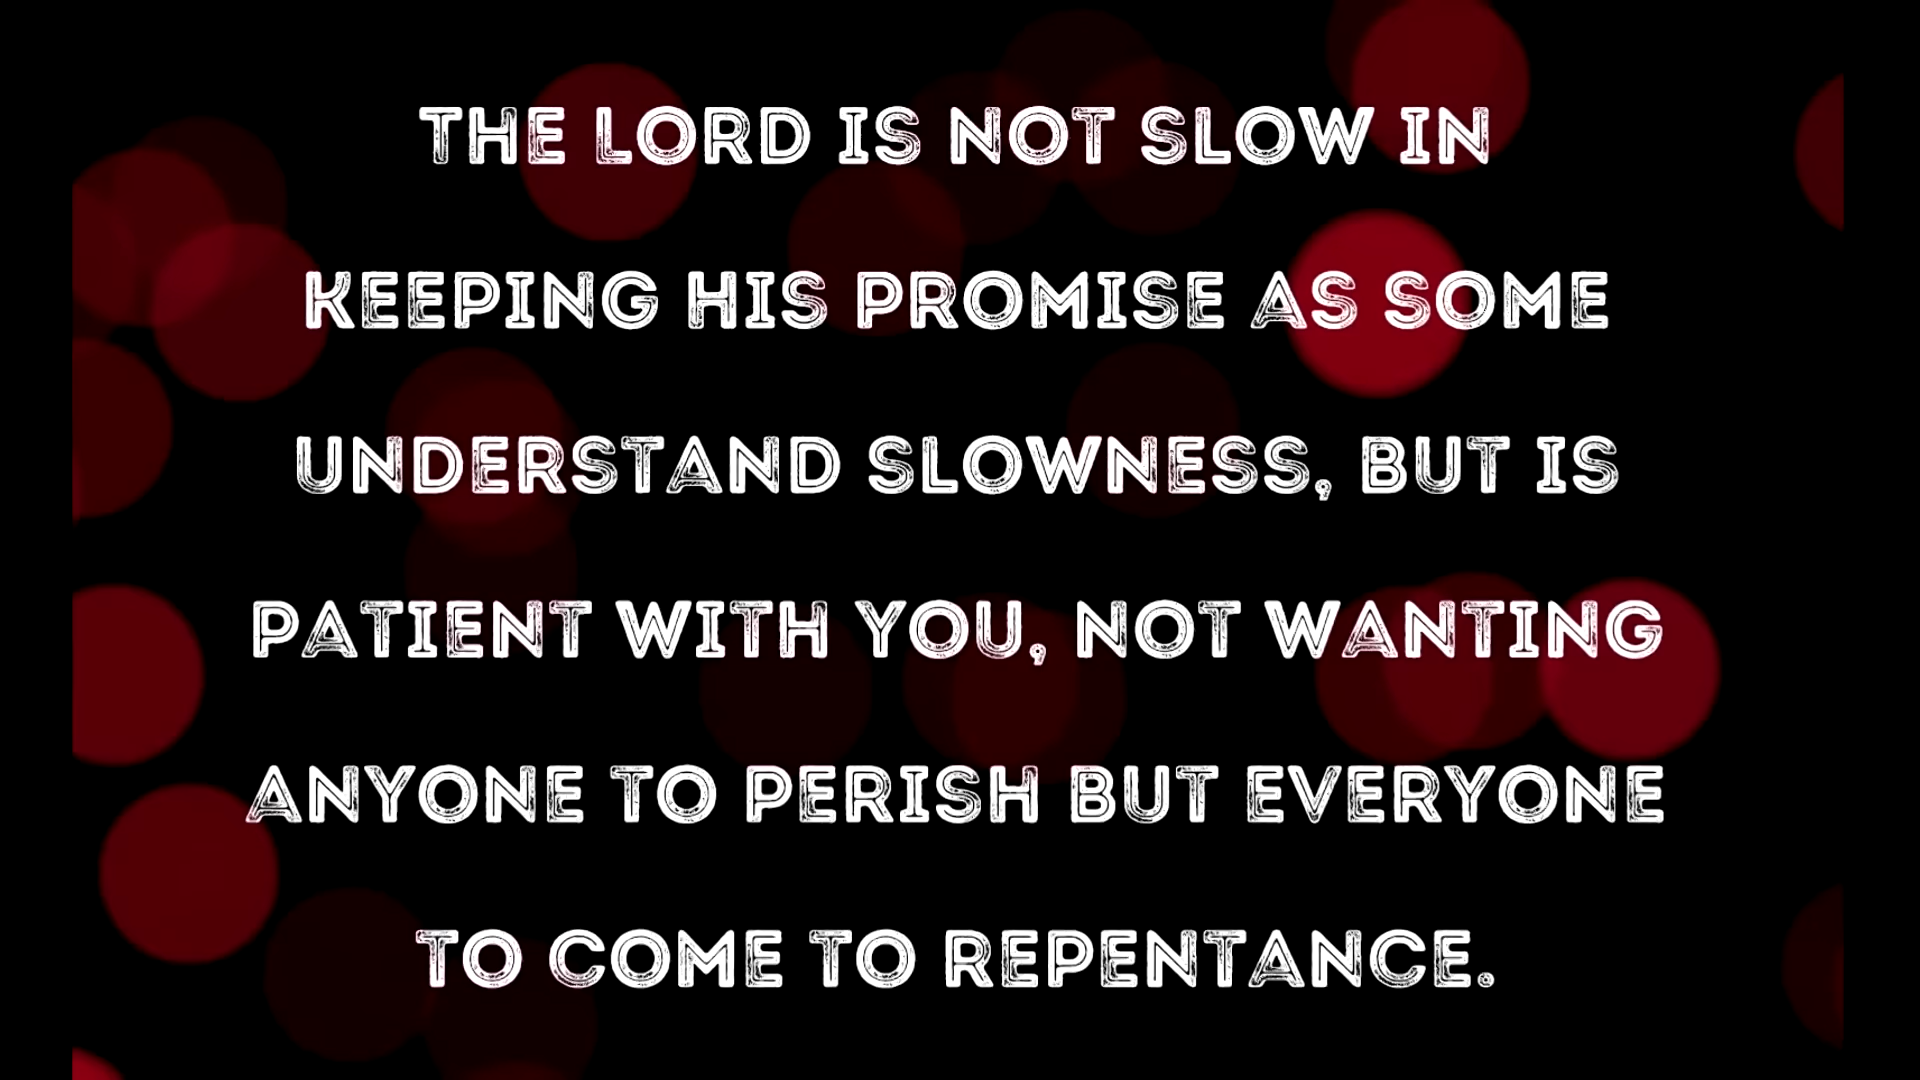 THE LORD IS NOT SLOW IN
KEEPING HIS PROMISE AS SOME
UNDERSTAND SLOWNESS, BUT IS
PATIENT WITH YOU, NOT WANTING
ANYONE TO PERISH BUT EVERYONE
TO COME TO REPENTANCE.